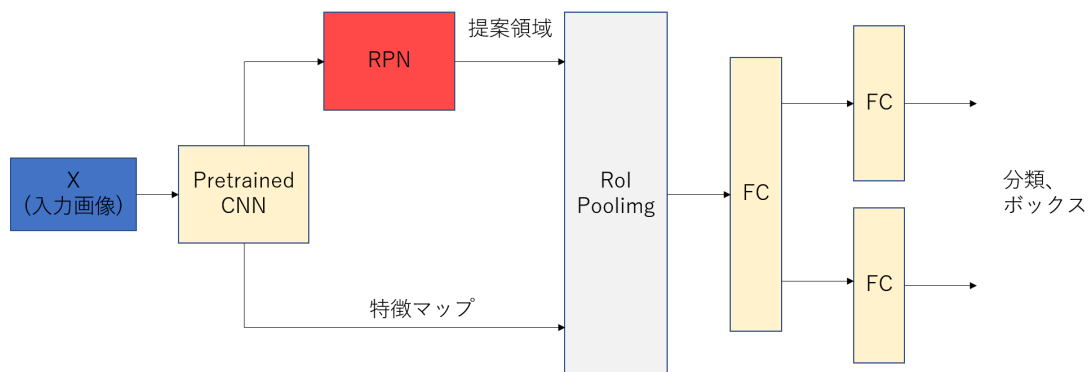 提案領域
RPN
X
(入力画像)
Pretrained
CNN
特徴マップ
RoI
Poolimg
FC
FC
FC
分類、
ボックス